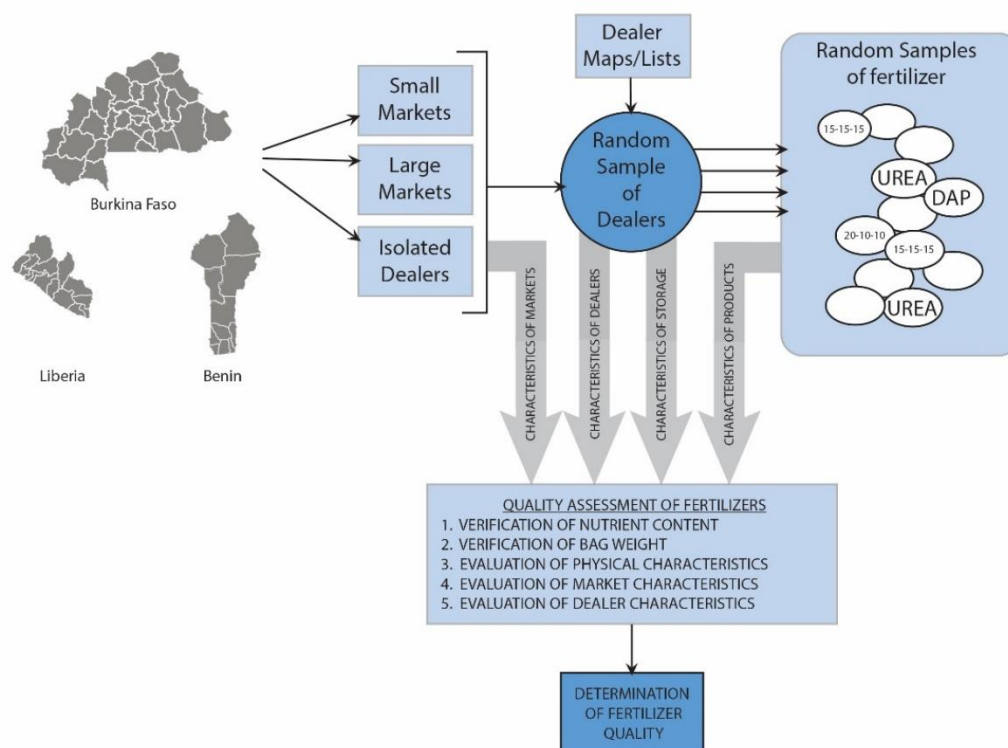 Burkina Faso
Liberia
Benin
Small
Markets
Large
Markets
Isolated
Dealers
Dealer
Maps/Lists
Random
Sample
of
Dealers
Random Samples
of fertilizer
15-15-15
UREA
DAP
20-10-10
15-15-15
UREA
CHARACTERISTICS OF MARKETS
CHARACTERISTICS OF DEALERS
CHARACTERISTICS OF STORAGE
CHARACTERISTICS OF PRODUCTS
QUALITY ASSESSMENT OF FERTILIZERS
1. VERIFICATION OF NUTRIENT CONTENT
2. VERIFICATION OF BAG WEIGHT
3. EVALUATION OF PHYSICAL CHARACTERISTICS
4. EVALUATION OF MARKET CHARACTERISTICS
5. EVALUATION OF DEALER CHARACTERISTICS
DETERMINATION
OF FERTILIZER
QUALITY